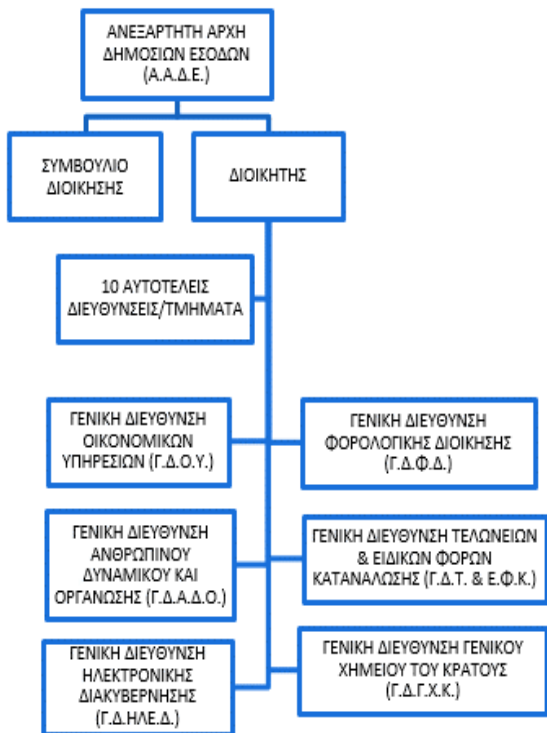 ΑΝΕΞΑΡΤΗΤΗ ΑΡΧΗ
ΔΗΜΟΣΙΩΝ ΕΣΟΔΩΝ
(Α.Α.Δ.Ε.)
ΣΥΜΒΟΥΛΙΟ
ΔΙΟΙΚΗΣΗΣ
ΔΙΟΙΚΗΤΗΣ
10 ΑΥΤΟΤΕΛΕΙΣ
ΔΙΕΥΘΥΝΣΕΙΣ/ΤΜΗΜΑΤΑ
ΓΕΝΙΚΗ ΔΙΕΥΘΥΝΣΗ
ΟΙΚΟΝΟΜΙΚΩΝ
ΥΠΗΡΕΣΙΩΝ (Γ.Δ.Ο.Υ.)
ΓΕΝΙΚΗ ΔΙΕΥΘΥΝΣΗ
ΦΟΡΟΛΟΓΙΚΗΣ ΔΙΟΙΚΗΣΗΣ
(Γ.Δ.Φ.Δ.)
ΓΕΝΙΚΗ ΔΙΕΥΘΥΝΣΗ
ΑΝΘΡΩΠΙΝΟΥ
ΔΥΝΑΜΙΚΟΥ ΚΑΙ
ΟΡΓΑΝΩΣΗΣ (Γ.Δ.Α.Δ.Ο.)
ΓΕΝΙΚΗ ΔΙΕΥΘΥΝΣΗ ΤΕΛΩΝΕΙΩΝ
& ΕΙΔΙΚΩΝ ΦΟΡΩΝ
ΚΑΤΑΝΑΛΩΣΗΣ (Γ.Δ.Τ. & Ε.Φ.Κ.)
ΓΕΝΙΚΗ ΔΙΕΥΘΥΝΣΗ
ΗΛΕΚΤΡΟΝΙΚΗΣ
ΔΙΑΚΥΒΕΡΝΗΣΗΣ
(Γ.Δ.ΗΛΕ.Δ.)
ΓΕΝΙΚΗ ΔΙΕΥΘΥΝΣΗ ΓΕΝΙΚΟΥ
ΧΗΜΕΙΟΥ ΤΟΥ ΚΡΑΤΟΥΣ
(Γ.Δ.Γ.Χ.Κ.)